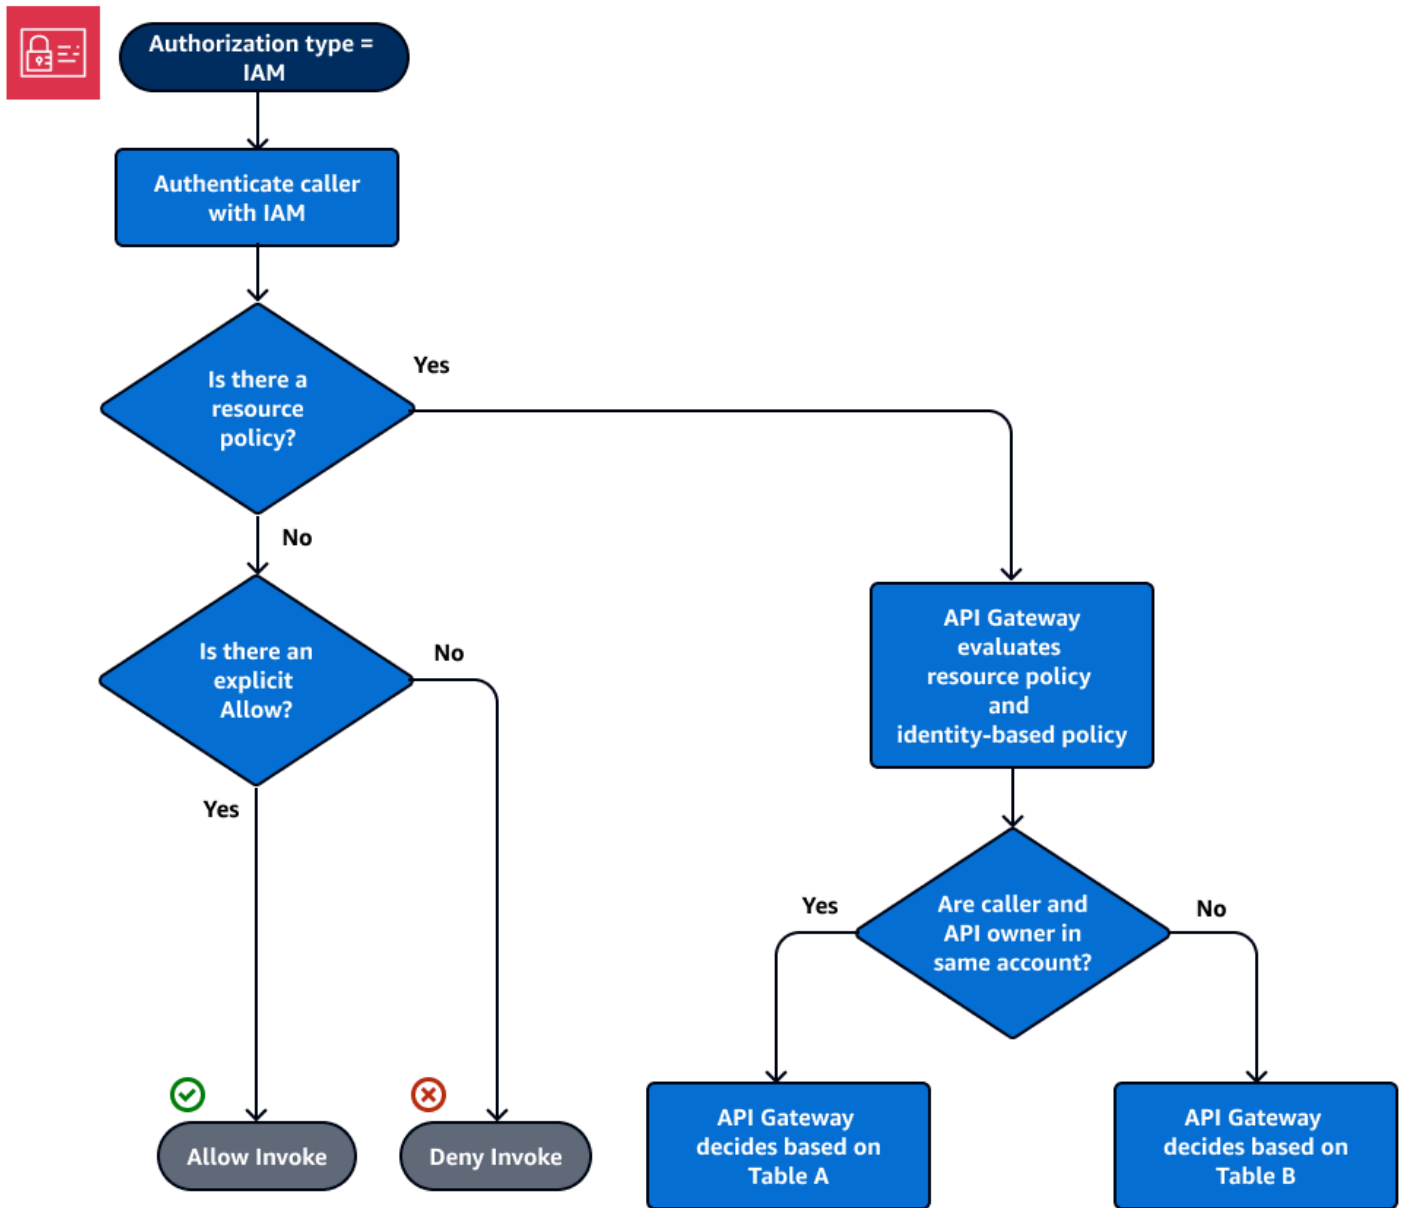 Authorization type =
IAM
Authenticate caller
with IAM
Is there a
resource
policy?
Yes
No
Is there an
explicit
Allow?
No
Yes
API Gateway
evaluates
resource policy
and
identity-based policy
Are caller and
API owner in
same account?
Yes
No
Allow Invoke
Deny Invoke
API Gateway
decides based on
Table A
API Gateway
decides based on
Table B